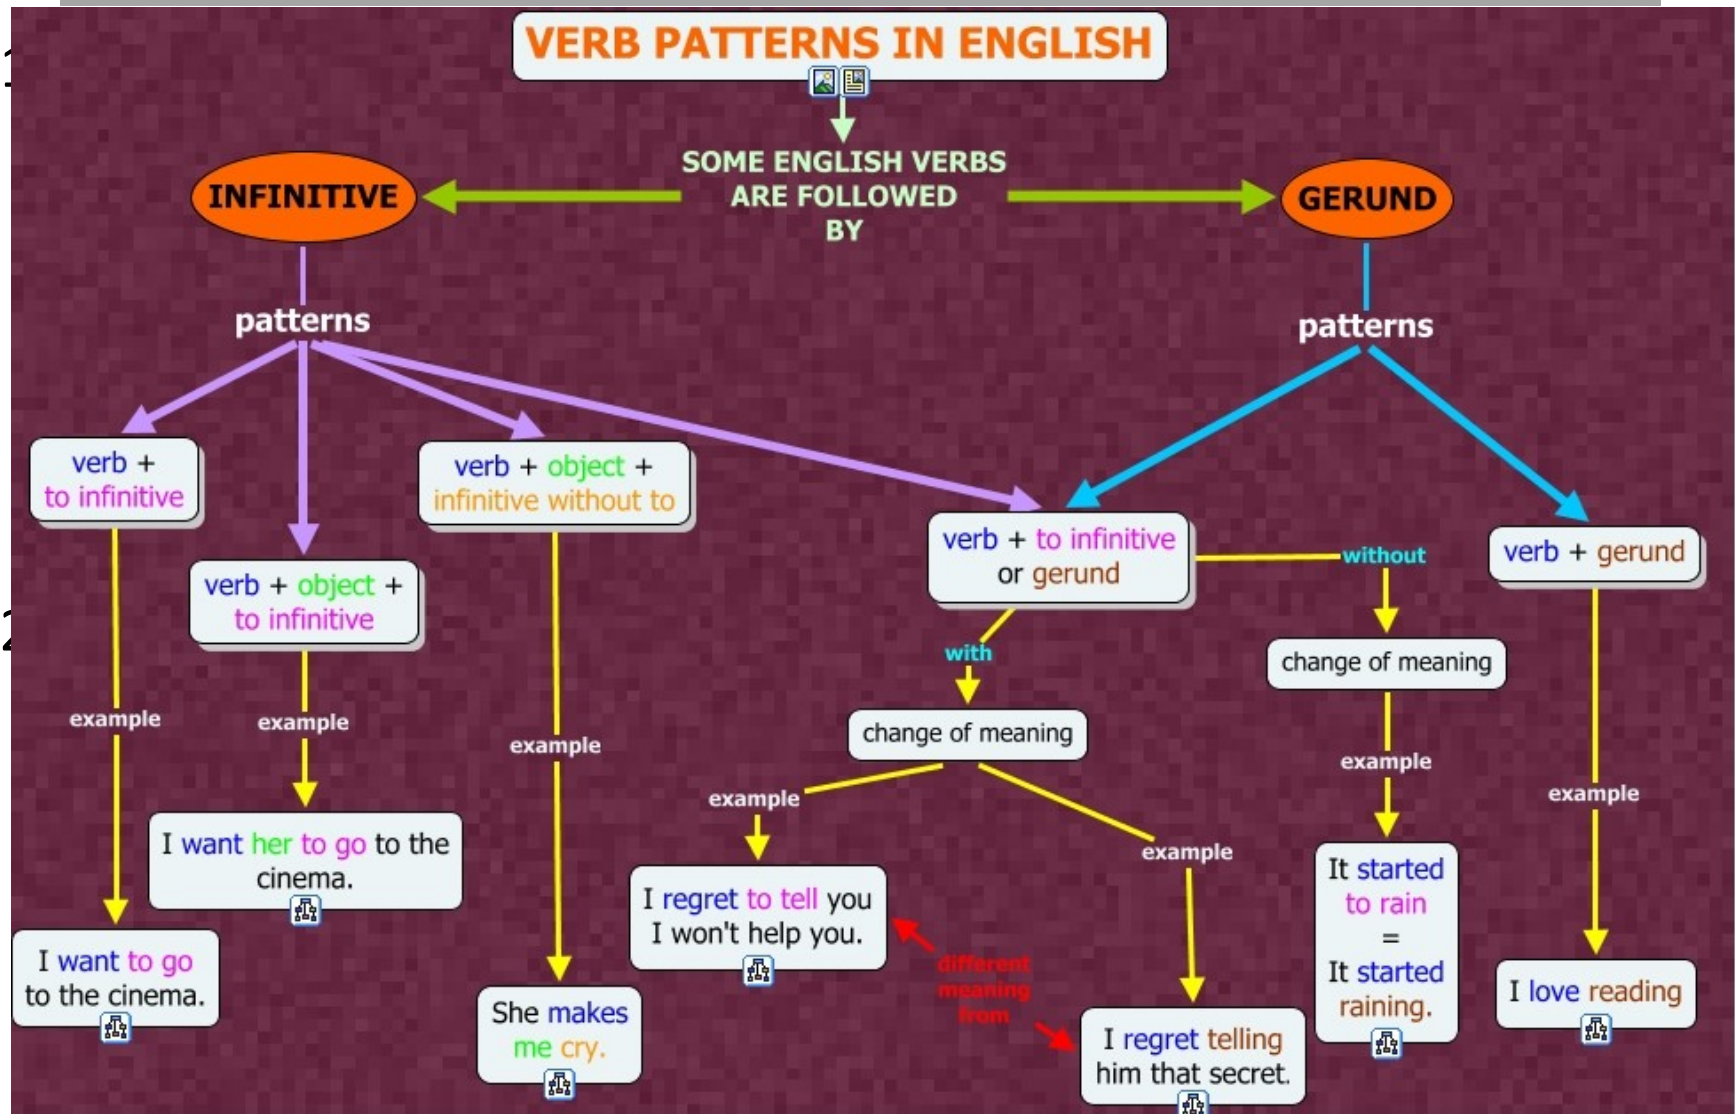 VERB PATTERNS IN ENGLISH
SOME ENGLISH VERBS
ARE FOLLOWED
BY
INFINITIVE
patterns
verb +
to infinitive
example
I want to go
to the cinema.
verb + object +
to infinitive
example
I want her to go to the
cinema.
verb + object +
infinitive without to
example
She makes
me cry.
GERUND
patterns
verb + to infinitive
or gerund
with
change of meaning
example
I regret to tell you
I won't help you.
different
meaning
from
example
I regret telling
him that secret.
without
change of meaning
example
It started
to rain
=
It started
raining.
verb + gerund
example
I love reading